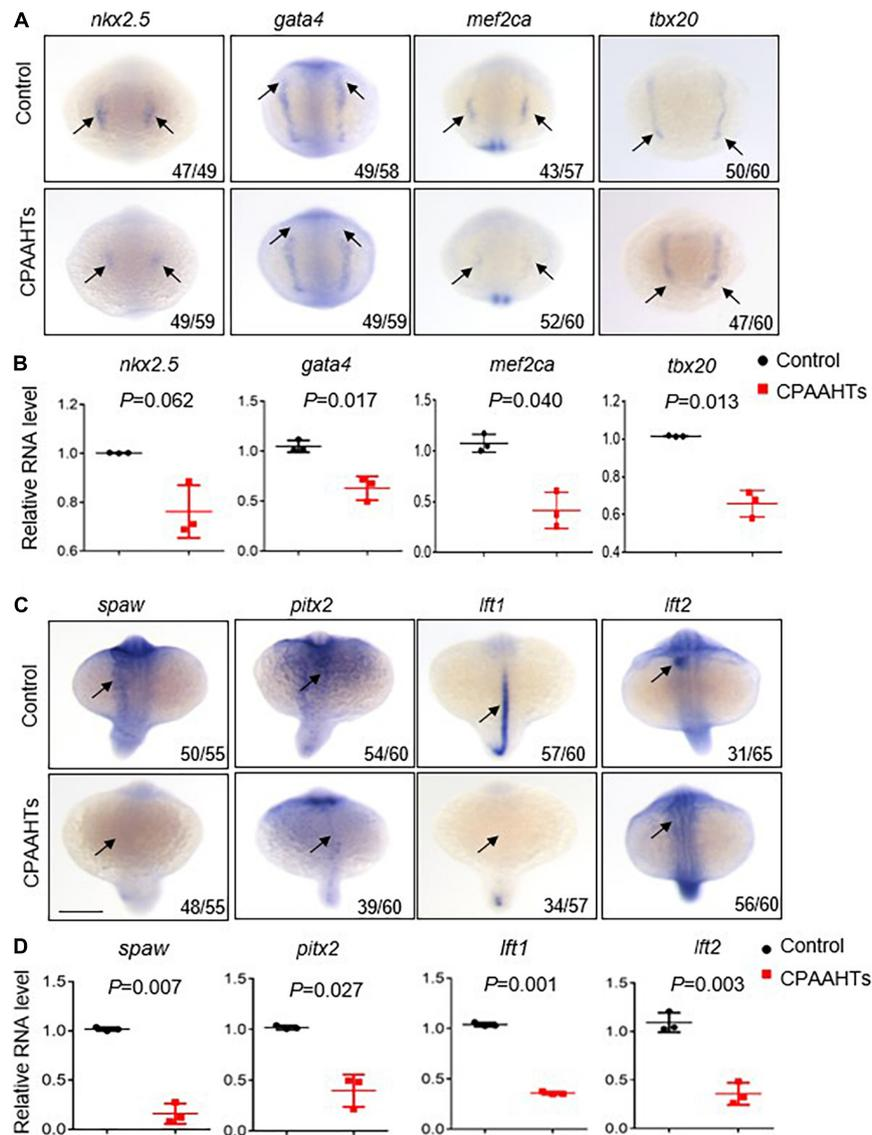 A
nkx2.5 gata4 mef2ca tbx20
Control
47/49 49/58 43/57 50/60
CPAAHTs
49/59 49/59 52/60 47/60
B
nkx2.5 gata4 mef2ca tbx20
Control
CPAAHTs
Relative RNA level
P=0.062 P=0.017 P=0.040 P=0.013
1.2 1.5 1.5 1.2
1.0 1.0 1.0 1.0
0.8 0.5 0.5 0.8
0.6
0.6 0.0 0.0 0.4
C
spaw pitx2 lft1 lft2
Control
50/55 54/60 57/60 31/65
CPAAHTs
48/55 39/60 34/57 56/60
D
spaw pitx2 lft1 lft2
Control
CPAAHTs
Relative RNA level
P=0.007 P=0.027 P=0.001 P=0.003
1.5 1.5 1.5 1.5
1.0 1.0 1.0 1.0
0.5 0.5 0.5 0.5
0.0 0.0 0.0 0.0